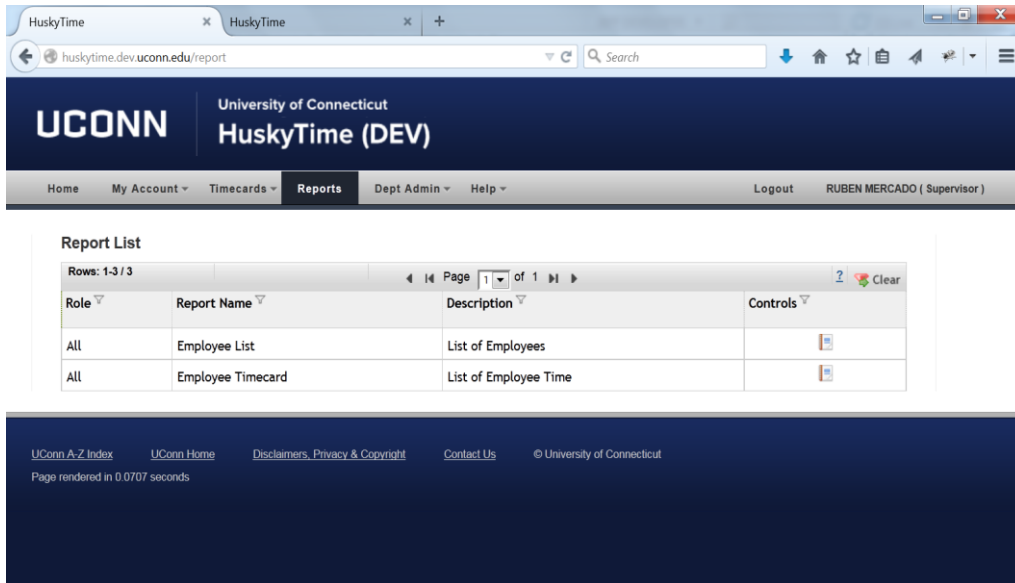 HuskyTime HuskyTime
huskytime.dev.uconn.edu/report Search
UCONN
University of Connecticut
HuskyTime (DEV)
Home My Account Timecards Reports Dept Admin Help Logout RUBEN MERCADO ( Supervisor )
Report List
Rows: 1-3 / 3 Page 1 of 1 ? Clear
Role Report Name Description Controls
All Employee List List of Employees
All Employee Timecard List of Employee Time
UConn A-Z Index UConn Home Disclaimers, Privacy & Copyright Contact Us © University of Connecticut
Page rendered in 0.0707 seconds